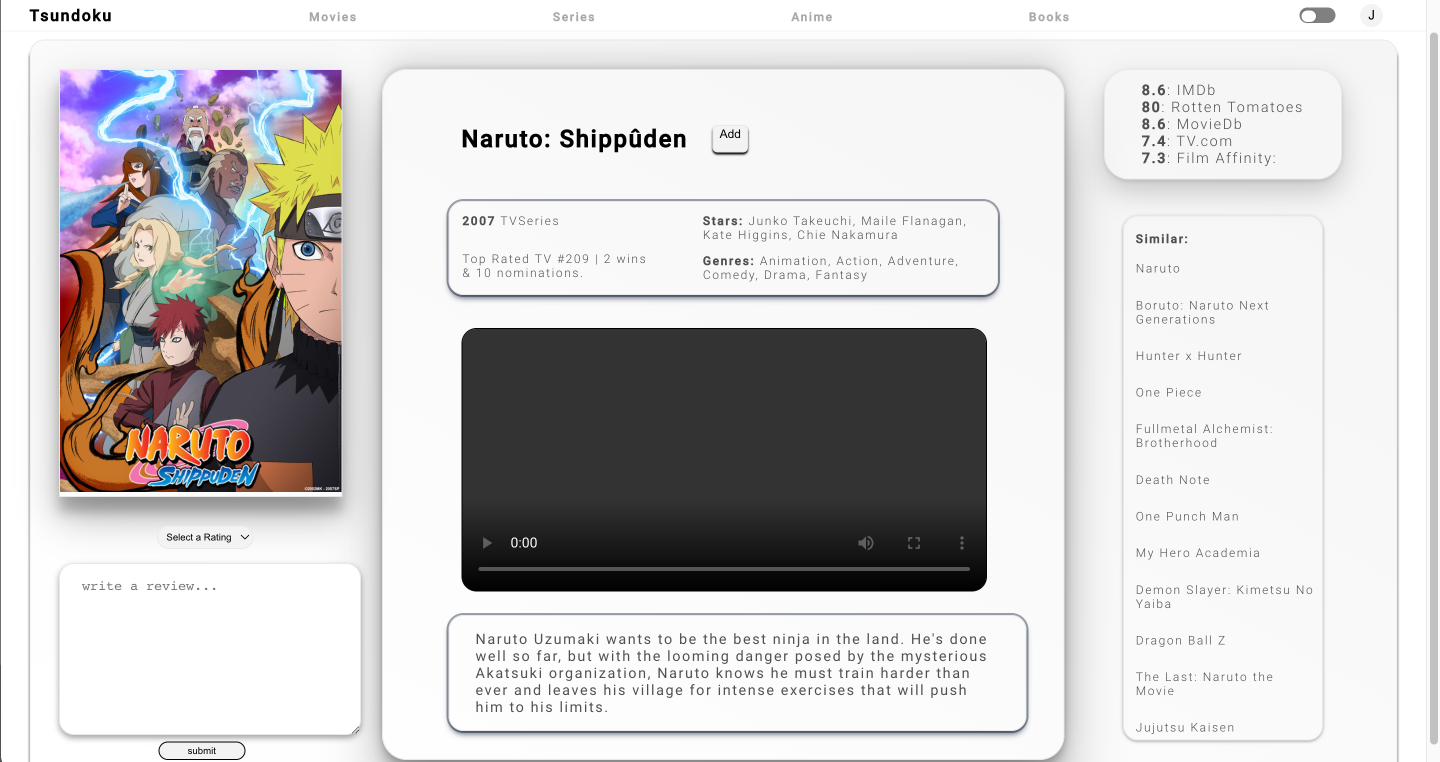 Tsundoku
Movies
Series
Anime
Books
J
NARUTO
SHIPPUDEN
Select a Rating
write a review...
submit
Naruto: Shippûden
Add
2007 TVSeries
Top Rated TV #209 | 2 wins
& 10 nominations.
Stars: Junko Takeuchi, Maile Flanagan,
Kate Higgins, Chie Nakamura
Genres: Animation, Action, Adventure,
Comedy, Drama, Fantasy
0:00
Naruto Uzumaki wants to be the best ninja in the land. He's done
well so far, but with the looming danger posed by the mysterious
Akatsuki organization, Naruto knows he must train harder than
ever and leaves his village for intense exercises that will push
him to his limits.
8.6: IMDb
80: Rotten Tomatoes
8.6: MovieDb
7.4: TV.com
7.3: Film Affinity:
Similar:
Naruto
Boruto: Naruto Next
Generations
Hunter x Hunter
One Piece
Fullmetal Alchemist:
Brotherhood
Death Note
One Punch Man
My Hero Academia
Demon Slayer: Kimetsu No
Yaiba
Dragon Ball Z
The Last: Naruto the
Movie
Jujutsu Kaisen